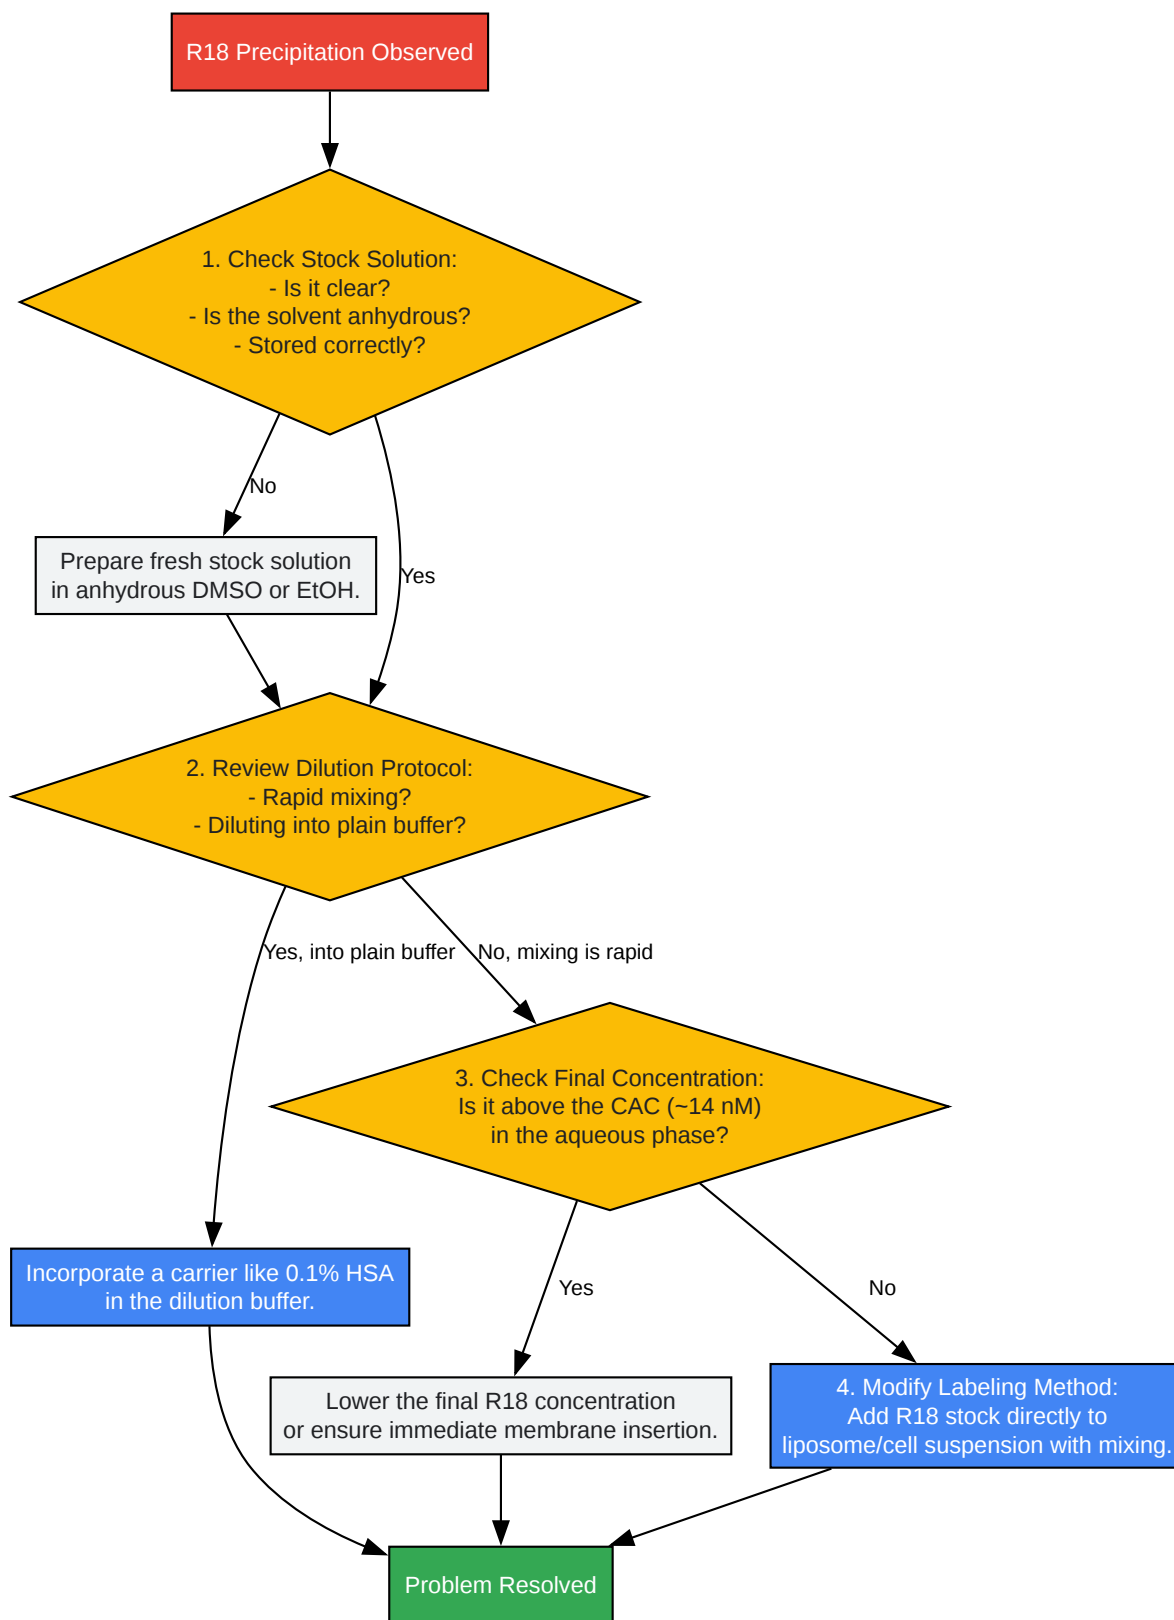 R18 Precipitation Observed
1. Check Stock Solution:
- Is it clear?
- Is the solvent anhydrous?
- Stored correctly?
No
Yes
Prepare fresh stock solution
in anhydrous DMSO or EtOH.
2. Review Dilution Protocol:
- Rapid mixing?
- Diluting into plain buffer?
Yes, into plain buffer
No, mixing is rapid
3. Check Final Concentration:
Is it above the CAC (~14 nM)
in the aqueous phase?
Incorporate a carrier like 0.1% HSA
in the dilution buffer.
Yes
No
Lower the final R18 concentration
or ensure immediate membrane insertion.
4. Modify Labeling Method:
Add R18 stock directly to
liposome/cell suspension with mixing.
Problem Resolved